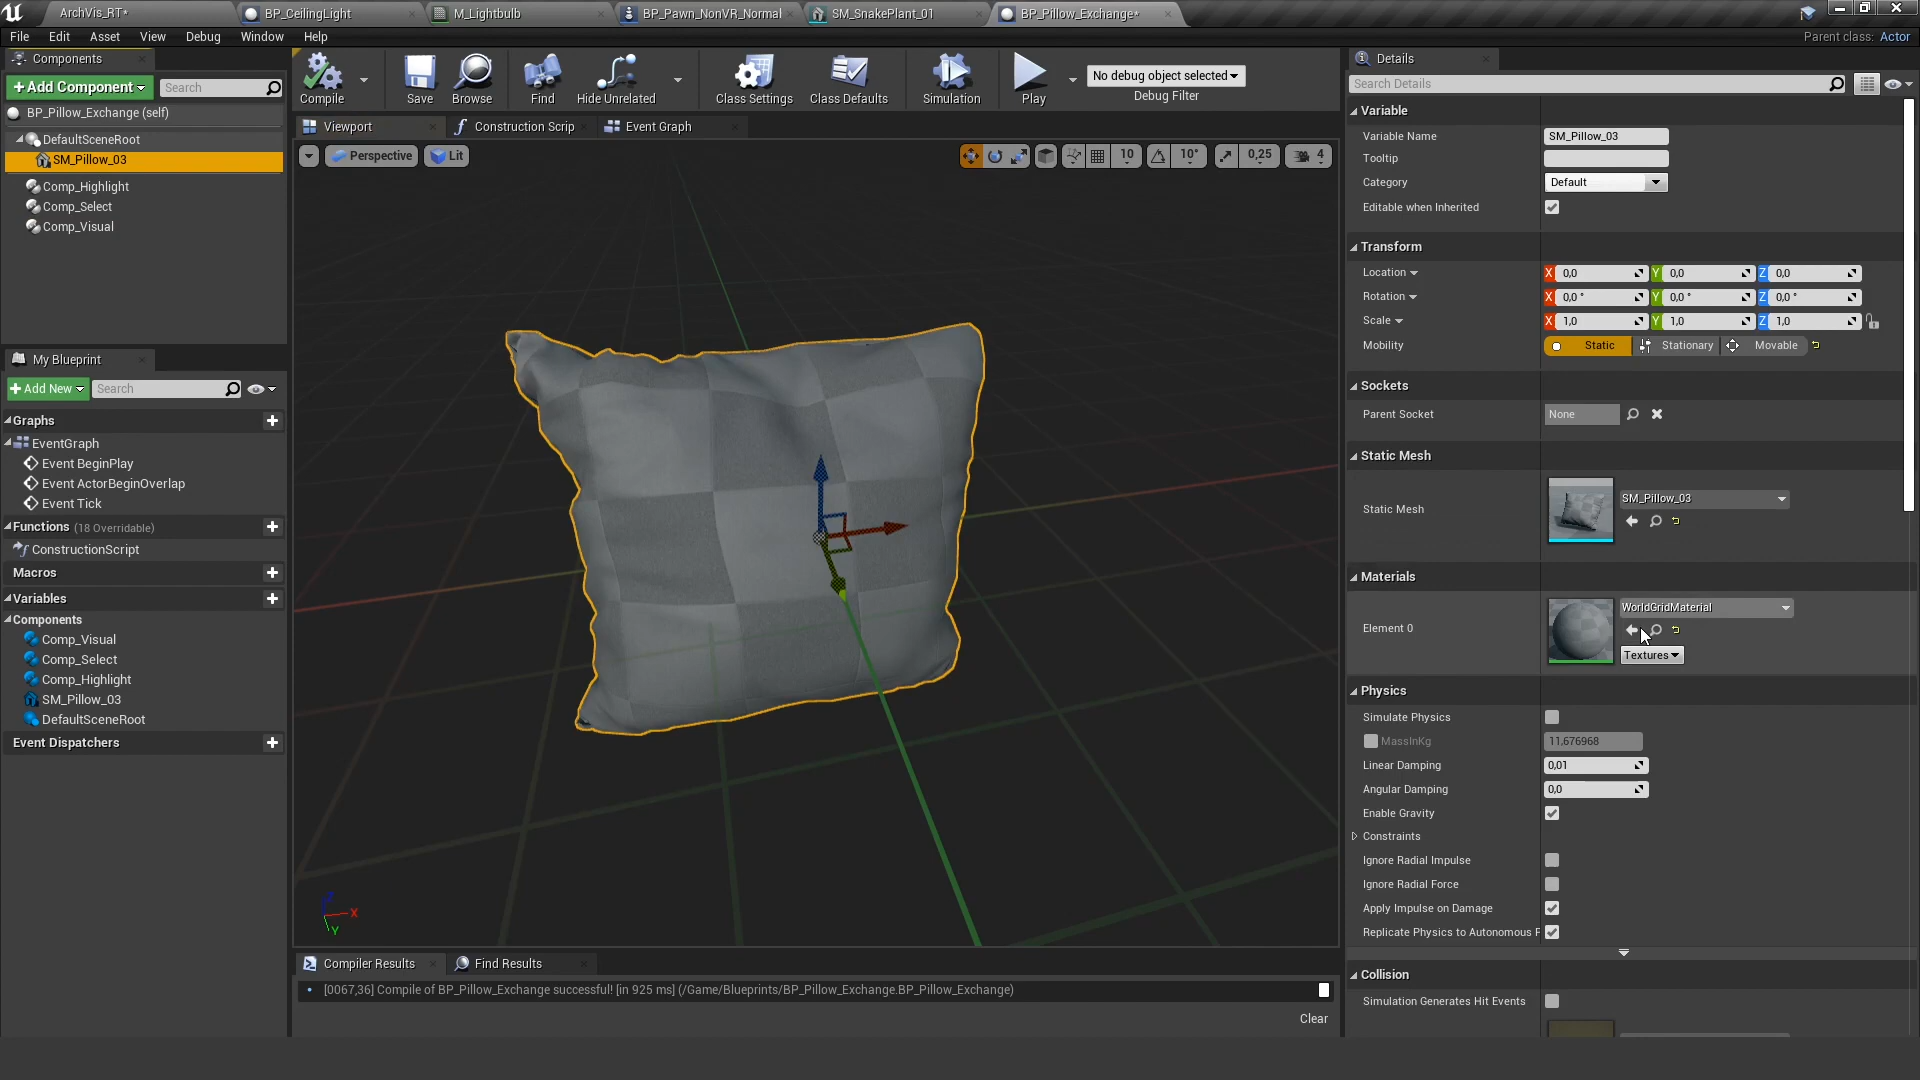 ArchVis_RT*
BP_CeilingLight
M_Lightbulb
BP_Pawn_NonVR_Normal
SM_SnakePlant_01
BP_Pillow_Exchange*
File Edit Asset View Debug Window Help
Parent class: Actor
Components
+Add Component
Search
BP_Pillow_Exchange (self)
DefaultSceneRoot
SM_Pillow_03
Comp_Highlight
Comp_Select
Comp_Visual
My Blueprint
+Add New
Search
Graphs
EventGraph
Event BeginPlay
Event ActorBeginOverlap
Event Tick
Functions (18 Overridable)
ConstructionScript
Macros
Variables
Components
Comp_Visual
Comp_Select
Comp_Highlight
SM_Pillow_03
DefaultSceneRoot
Event Dispatchers
Compile
Save
Browse
Find
Hide Unrelated
Class Settings
Class Defaults
Simulation
Play
No debug object selected
Debug Filter
Viewport
Construction Scrip
Event Graph
Perspective
Lit
10
10°
0,25
4
Z
X
Y
Compiler Results
Find Results
[0067,36] Compile of BP_Pillow_Exchange successful! [in 925 ms] (/Game/Blueprints/BP_Pillow_Exchange.BP_Pillow_Exchange)
Clear
Details
Search Details
Variable
Variable Name SM_Pillow_03
Tooltip
Category Default
Editable when Inherited
Transform
Location X 0,0 Y 0,0 Z 0,0
Rotation X 0,0 ° Y 0,0 ° Z 0,0 °
Scale X 1,0 Y 1,0 Z 1,0
Mobility Static Stationary Movable
Sockets
Parent Socket None
Static Mesh
Static Mesh SM_Pillow_03
Materials
Element 0 WorldGridMaterial
Textures
Physics
Simulate Physics
MassInKg 11,676968
Linear Damping 0,01
Angular Damping 0,0
Enable Gravity
Constraints
Ignore Radial Impulse
Ignore Radial Force
Apply Impulse on Damage
Replicate Physics to Autonomous P
Collision
Simulation Generates Hit Events